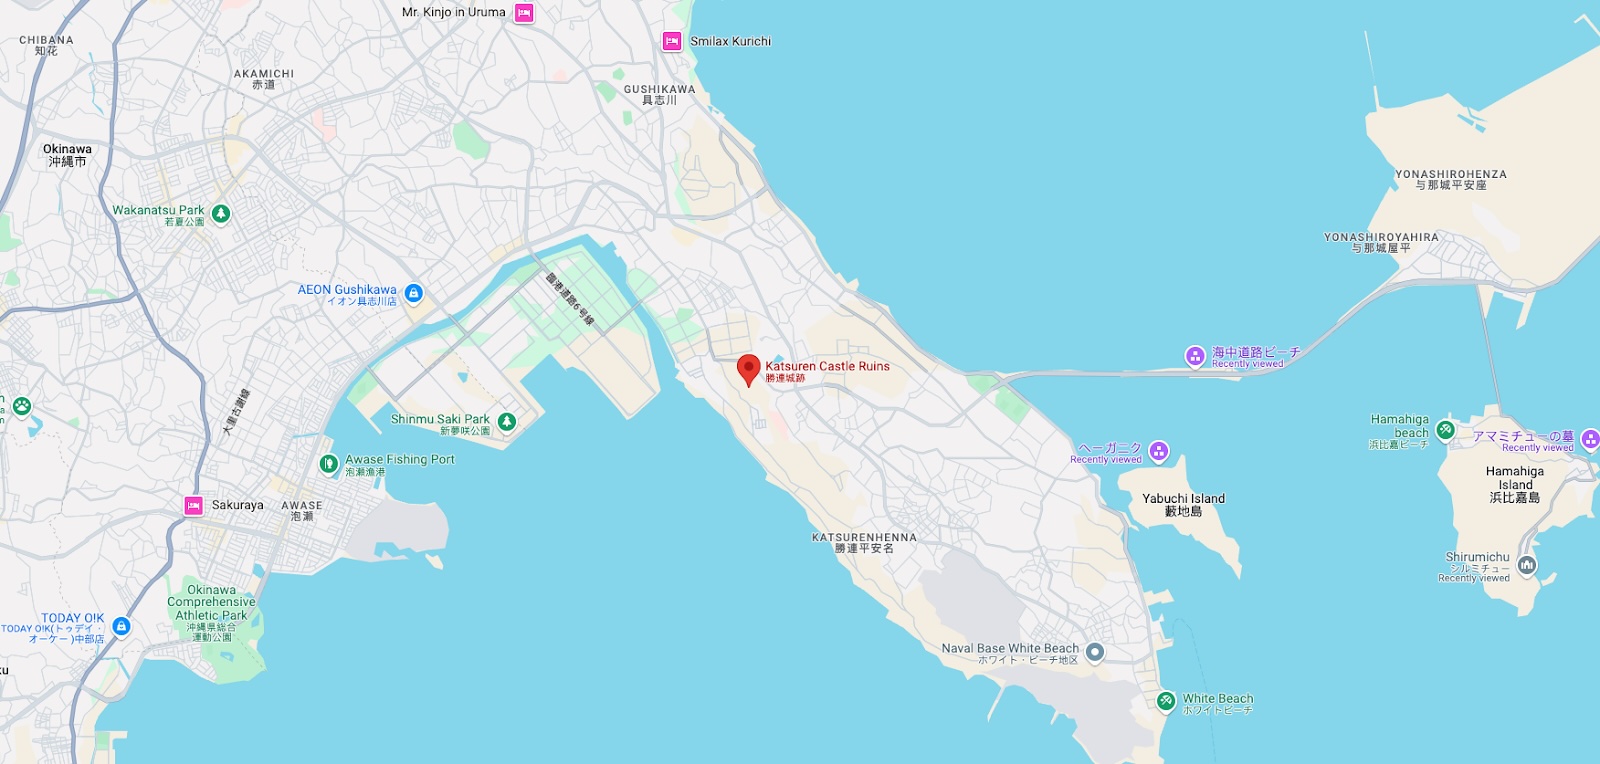 Mr. Kinjo in Uruma
Smilax Kurichi
CHIBANA
知花
AKAMICHI
赤道
GUSHIKAWA
具志川
Okinawa
沖縄市
YONASHIROHENZA
与那城平安座
Wakanatsu Park
若夏公園
YONASHIROYAHIRA
与那城屋平
AEON Gushikawa
イオン具志川店
臨港道路6号線
海中道路ビーチ
Recently viewed
Katsuren Castle Ruins
勝連城跡
大里古謝線
Shinmu Saki Park
新夢咲公園
Hamahiga
beach
浜比嘉ビーチ
アマミチューの墓
Recently viewed
ヘーガニク
Recently viewed
Awase Fishing Port
泡瀬漁港
Hamahiga
Island
浜比嘉島
Yabuchi Island
藪地島
Sakuraya
AWASE
泡瀬
KATSURENHENNA
勝連平安名
Shirumichu
シルミチュー
Recently viewed
Okinawa
Comprehensive
Athletic Park
沖縄県総合
運動公園
TODAY O!K
TODAY O!K(トゥデイ・
オーケー )中部店
Naval Base White Beach
ホワイト・ビーチ地区
White Beach
ホワイトビーチ